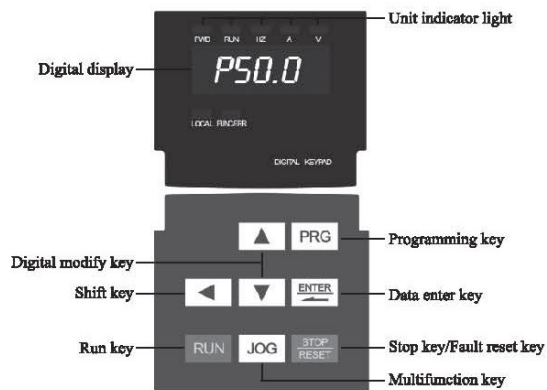 Unit indicator light
FWD RUN HZ A V
Digital display
P50.0
LOCAL FUNC/ERR
DIGITAL KEYPAD
PRG
Programming key
Digital modify key
Shift key
ENTER
Data enter key
Run key
RUN
JOG
STOP
RESET
Stop key/Fault reset key
Multifunction key